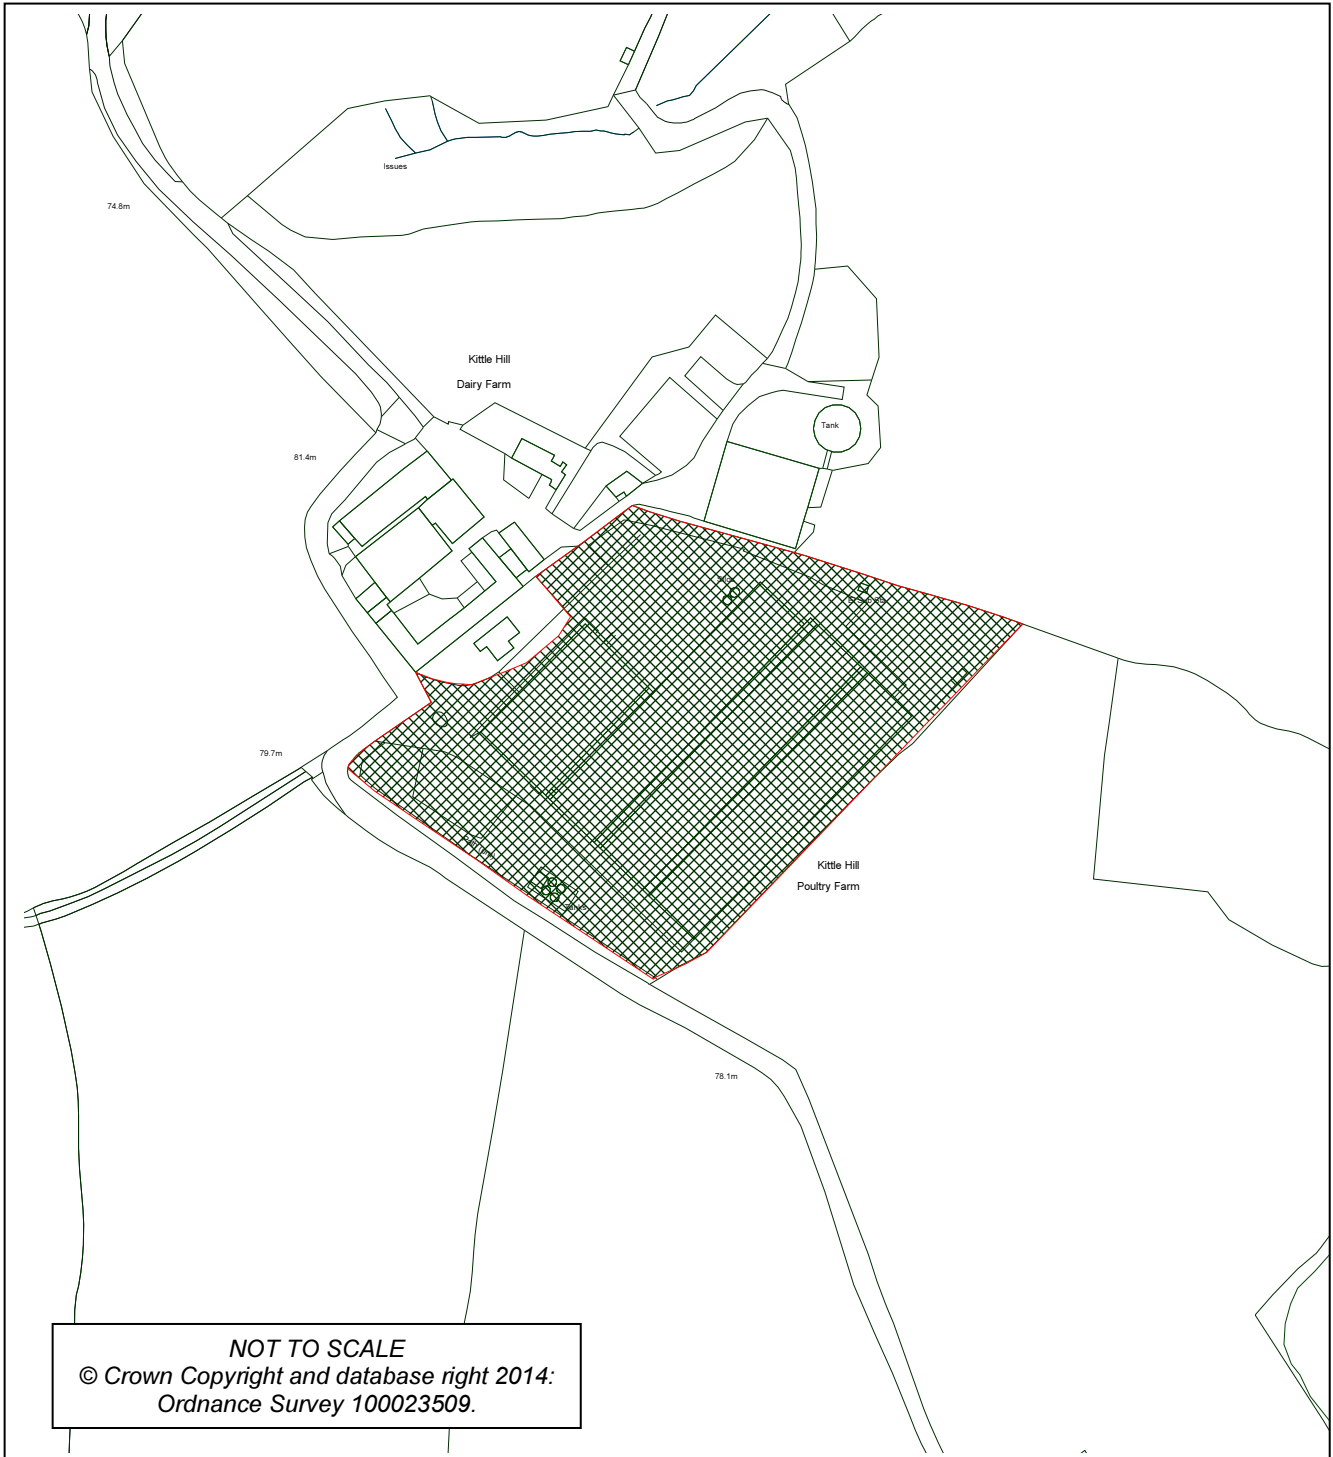 Issues
74.8m
Kittle Hill
Dairy Farm
Tank
81.4m
79.7m
Kittle Hill
Poultry Farm
Tanks
78.1m
NOT TO SCALE
© Crown Copyright and database right 2014:
Ordnance Survey 100023509.